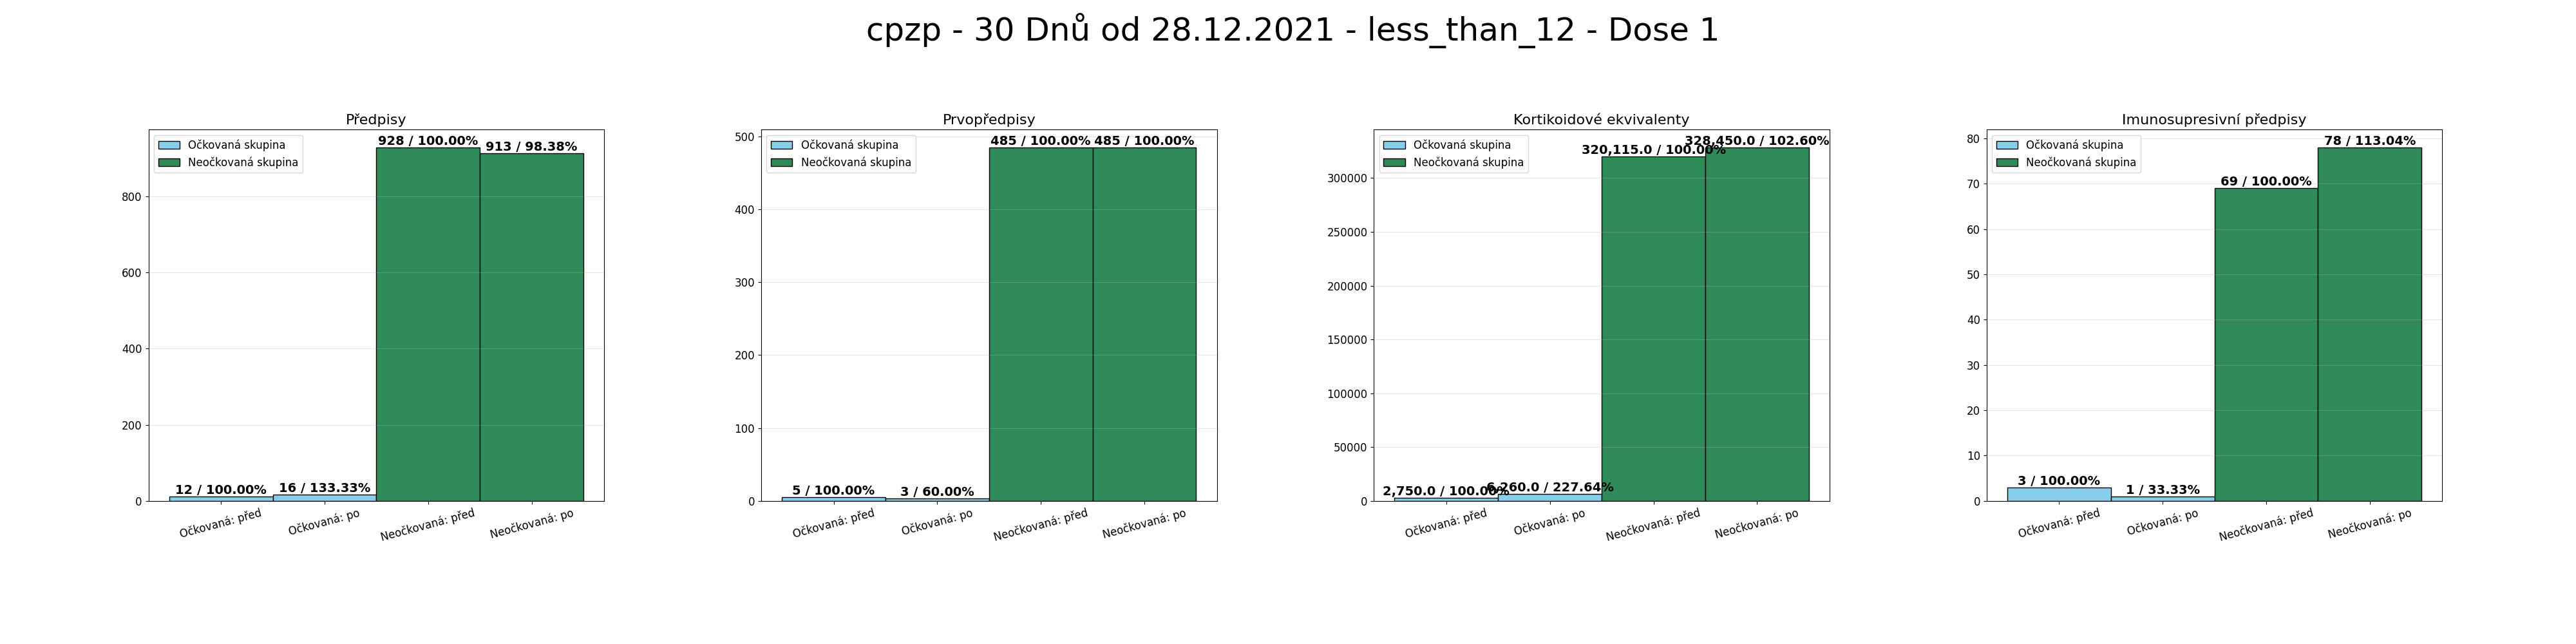 cpzp - 30 Dnů od 28.12.2021 - less_than_12 - Dose 1
Předpisy
Očkovaná skupina
Neočkovaná skupina
928 / 100.00%
913 / 98.38%
12 / 100.00%
16 / 133.33%
800
600
400
200
0
Očkovaná: před
Očkovaná: po
Neočkovaná: před
Neočkovaná: po
Prvopředpisy
Očkovaná skupina
Neočkovaná skupina
485 / 100.00%
485 / 100.00%
5 / 100.00%
3 / 60.00%
500
400
300
200
100
0
Očkovaná: před
Očkovaná: po
Neočkovaná: před
Neočkovaná: po
Kortikoidové ekvivalenty
Očkovaná skupina
Neočkovaná skupina
320,115.0 / 100.00%
328,450.0 / 102.60%
2,750.0 / 100.00%
6,260.0 / 227.64%
300000
250000
200000
150000
100000
50000
0
Očkovaná: před
Očkovaná: po
Neočkovaná: před
Neočkovaná: po
Imunosupresivní předpisy
Očkovaná skupina
Neočkovaná skupina
69 / 100.00%
78 / 113.04%
3 / 100.00%
1 / 33.33%
80
70
60
50
40
30
20
10
0
Očkovaná: před
Očkovaná: po
Neočkovaná: před
Neočkovaná: po